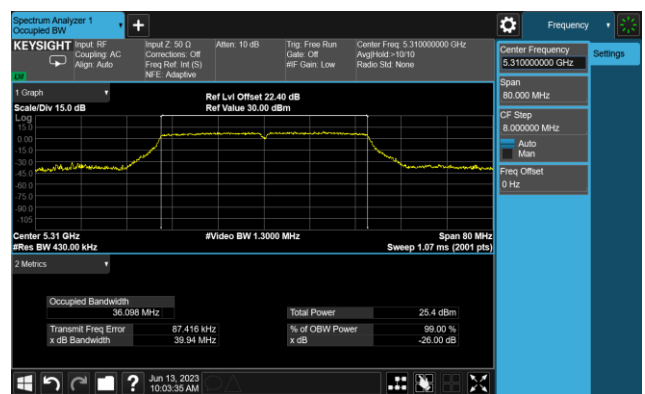 Spectrum Analyzer 1
Occupied BW
Frequency
KEYSIGHT
Input: RF
Coupling: AC
Align: Auto
Input Z: 50 Ω
Corrections: Off
Freq Ref: Int (S)
NFE: Adaptive
Atten: 10 dB
Trig: Free Run
Gate: Off
#IF Gain: Low
Center Freq: 5.310000000 GHz
Avg|Hold:>10/10
Radio Std: None
LV
Center Frequency
5.310000000 GHz
Settings
Span
80.000 MHz
CF Step
8.000000 MHz
Auto
Man
Freq Offset
0 Hz
1 Graph
Scale/Div 15.0 dB
Ref Lvl Offset 22.40 dB
Ref Value 30.00 dBm
Log
15.0
0.00
-15.0
-30.0
-45.0
-60.0
-75.0
-90.0
-105
Center 5.31 GHz
#Video BW 1.3000 MHz
Span 80 MHz
#Res BW 430.00 kHz
Sweep 1.07 ms (2001 pts)
2 Metrics
Occupied Bandwidth
36.098 MHz
Total Power 25.4 dBm
Transmit Freq Error 87.416 kHz
% of OBW Power 99.00 %
x dB Bandwidth 39.94 MHz
x dB -26.00 dB
?
Jun 13, 2023
10:03:35 AM